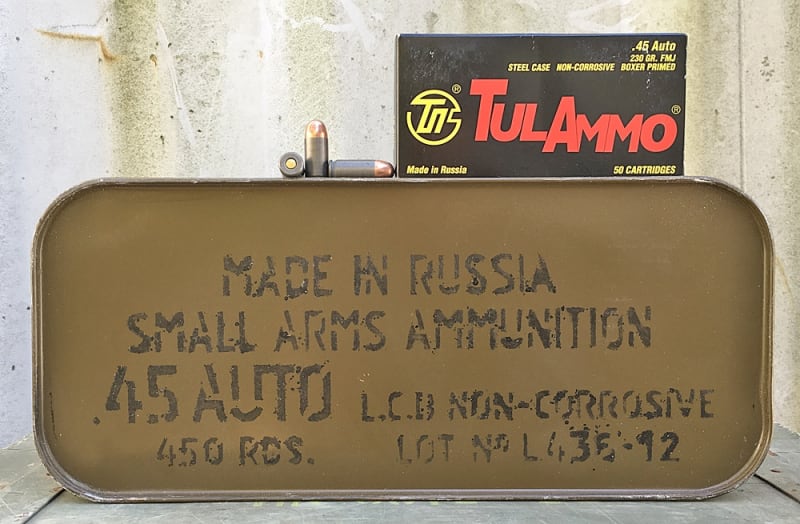 .45 Auto
230 GR. FMJ
STEEL CASE NON-CORROSIVE BOXER PRIMED
®
TULAMMO®
Made in Russia
50 CARTRIDGES
MADE IN RUSSIA
SMALL ARMS AMMUNITION
.45 AUTO L.C.B NON-CORROSIVE
450 RDS. LOT Nº L436-12